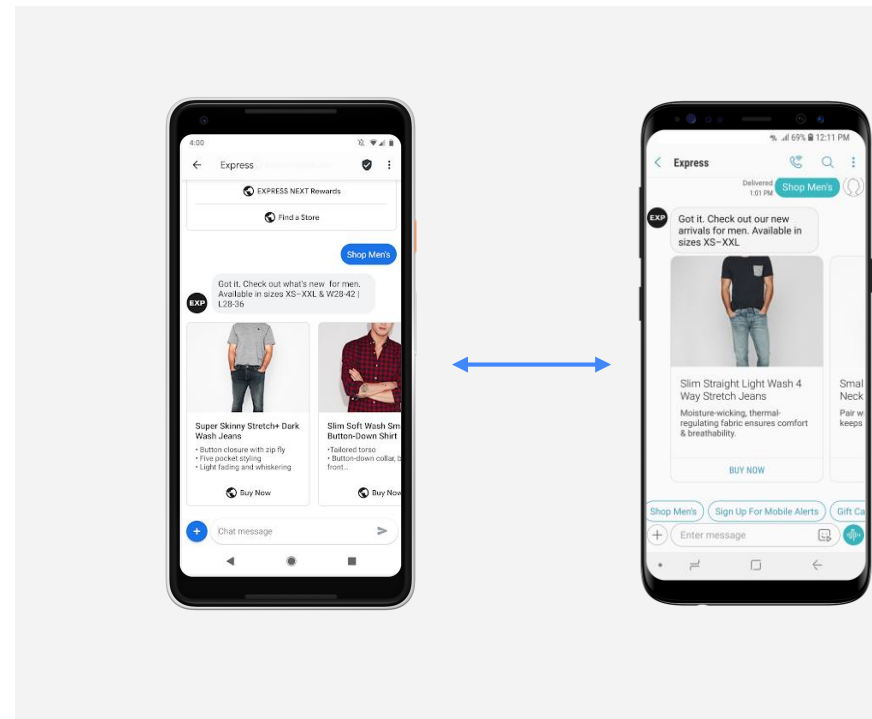 4:00
Express
EXPRESS NEXT Rewards
Find a Store
Shop Men's
Got it. Check out what's new for men.
Available in sizes XS–XXL & W28-42 |
L28-36
EXP
Super Skinny Stretch+ Dark
Wash Jeans
• Button closure with zip fly
• Five pocket styling
• Light fading and whiskering
Buy Now
Slim Soft Wash Sm
Button-Down Shirt
•Tailored torso
• Button-down collar, b
front...
Buy Now
Chat message
69% 12:11 PM
Express
Delivered
1:01 PM
Shop Men's
EXP
Got it. Check out our new
arrivals for men. Available in
sizes XS–XXL
Slim Straight Light Wash 4
Way Stretch Jeans
Moisture-wicking, thermal-
regulating fabric ensures comfort
& breathability.
BUY NOW
Smal
Neck
Pair w
keeps
Shop Men's
Sign Up For Mobile Alerts
Gift Ca
Enter message